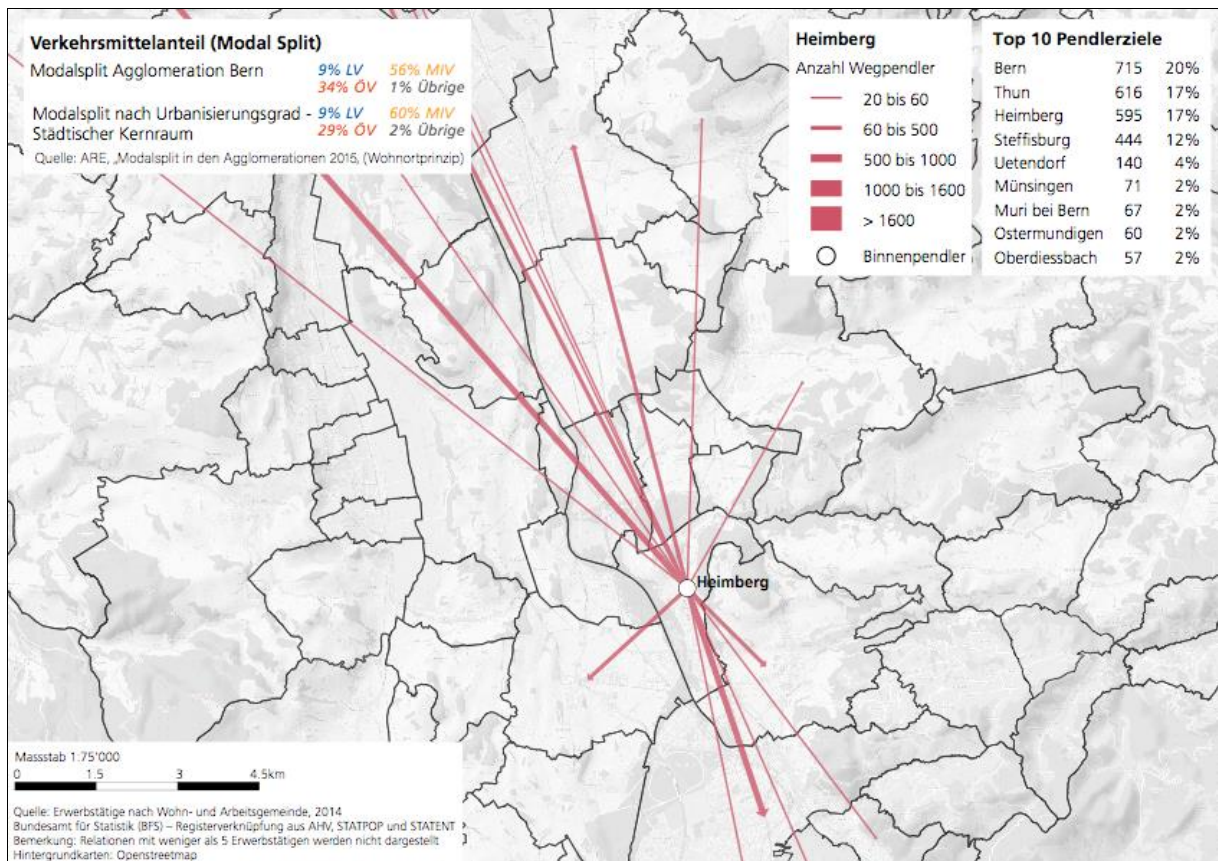 Verkehrsmittelanteil (Modal Split)
Modalsplit Agglomeration Bern 9% LV 56% MIV
34% ÖV 1% Übrige
Modalsplit nach Urbanisierungsgrad - 9% LV 60% MIV
Städtischer Kernraum 29% ÖV 2% Übrige
Quelle: ARE, „Modalsplit in den Agglomerationen 2015, (Wohnortprinzip)
Heimberg
Anzahl Wegpendler
20 bis 60
60 bis 500
500 bis 1000
1000 bis 1600
> 1600
Binnenpendler
Top 10 Pendlerziele
Bern 715 20%
Thun 616 17%
Heimberg 595 17%
Steffisburg 444 12%
Uetendorf 140 4%
Münsingen 71 2%
Muri bei Bern 67 2%
Ostermundigen 60 2%
Oberdiessbach 57 2%
Heimberg
Massstab 1:75'000
0 1.5 3 4.5km
Quelle: Erwerbstätige nach Wohn- und Arbeitsgemeinde, 2014
Bundesamt für Statistik (BFS) – Registerverknüpfung aus AHV, STATPOP und STATENT
Bemerkung: Relationen mit weniger als 5 Erwerbstätigen werden nicht dargestellt
Hintergrundkarten: Openstreetmap